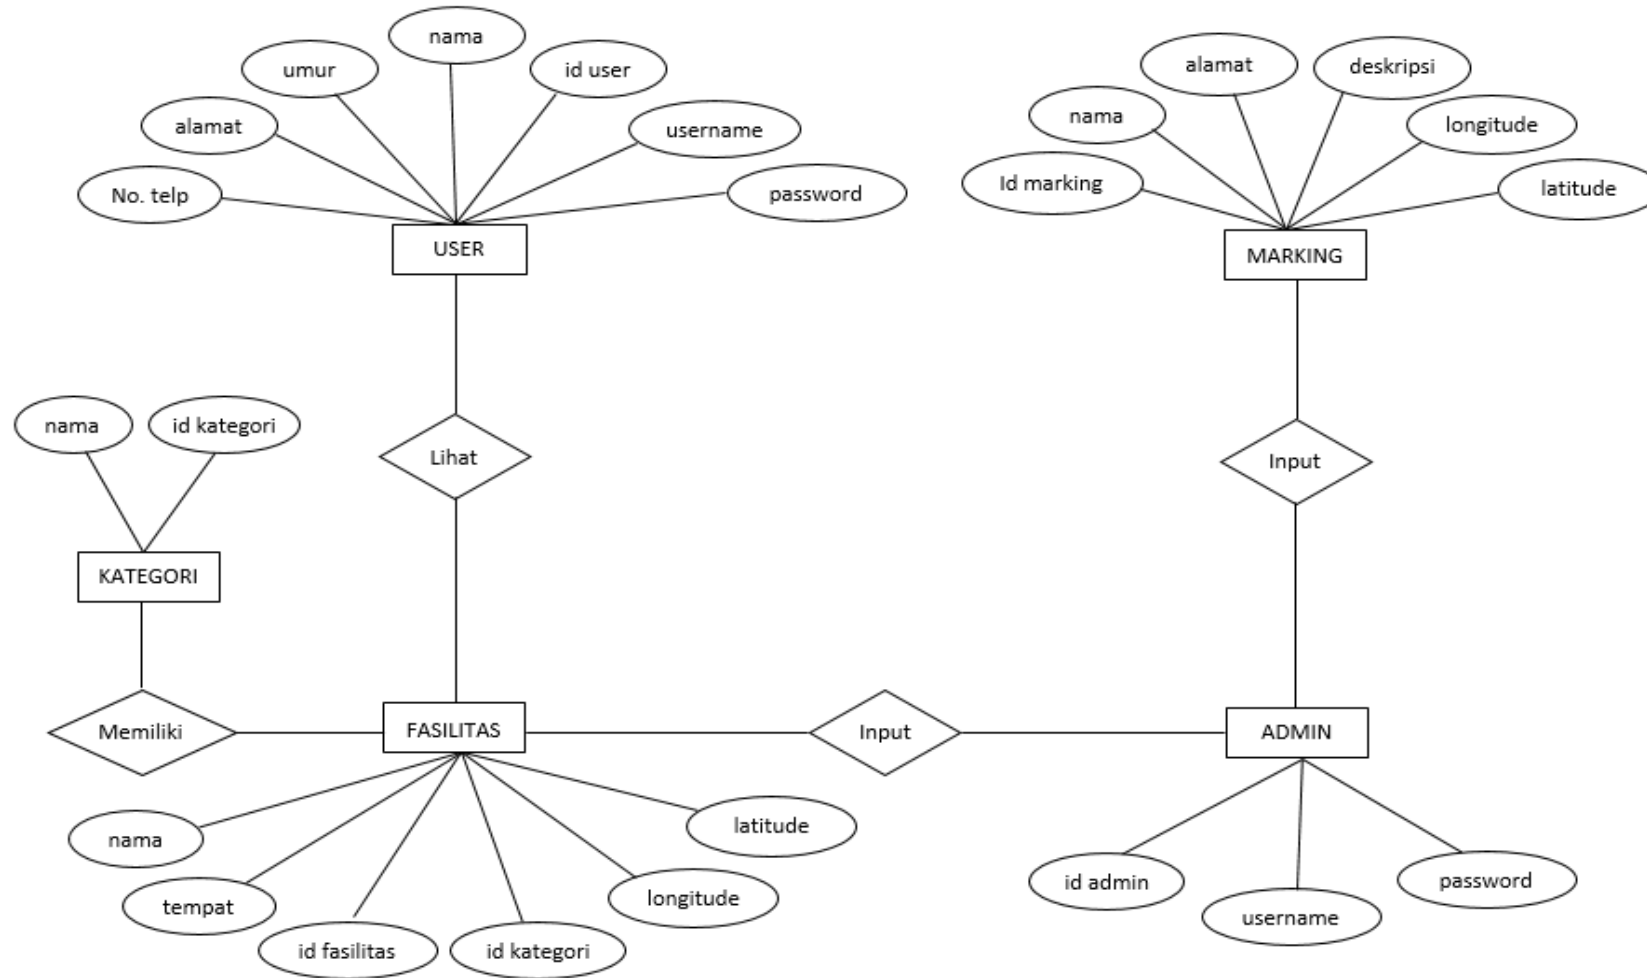 nama
umur
id user
alamat
username
No. telp
password
USER
alamat
deskripsi
nama
longitude
Id marking
latitude
MARKING
nama
id kategori
Lihat
Input
KATEGORI
Memiliki
FASILITAS
Input
ADMIN
nama
latitude
tempat
longitude
id fasilitas
id kategori
id admin
username
password